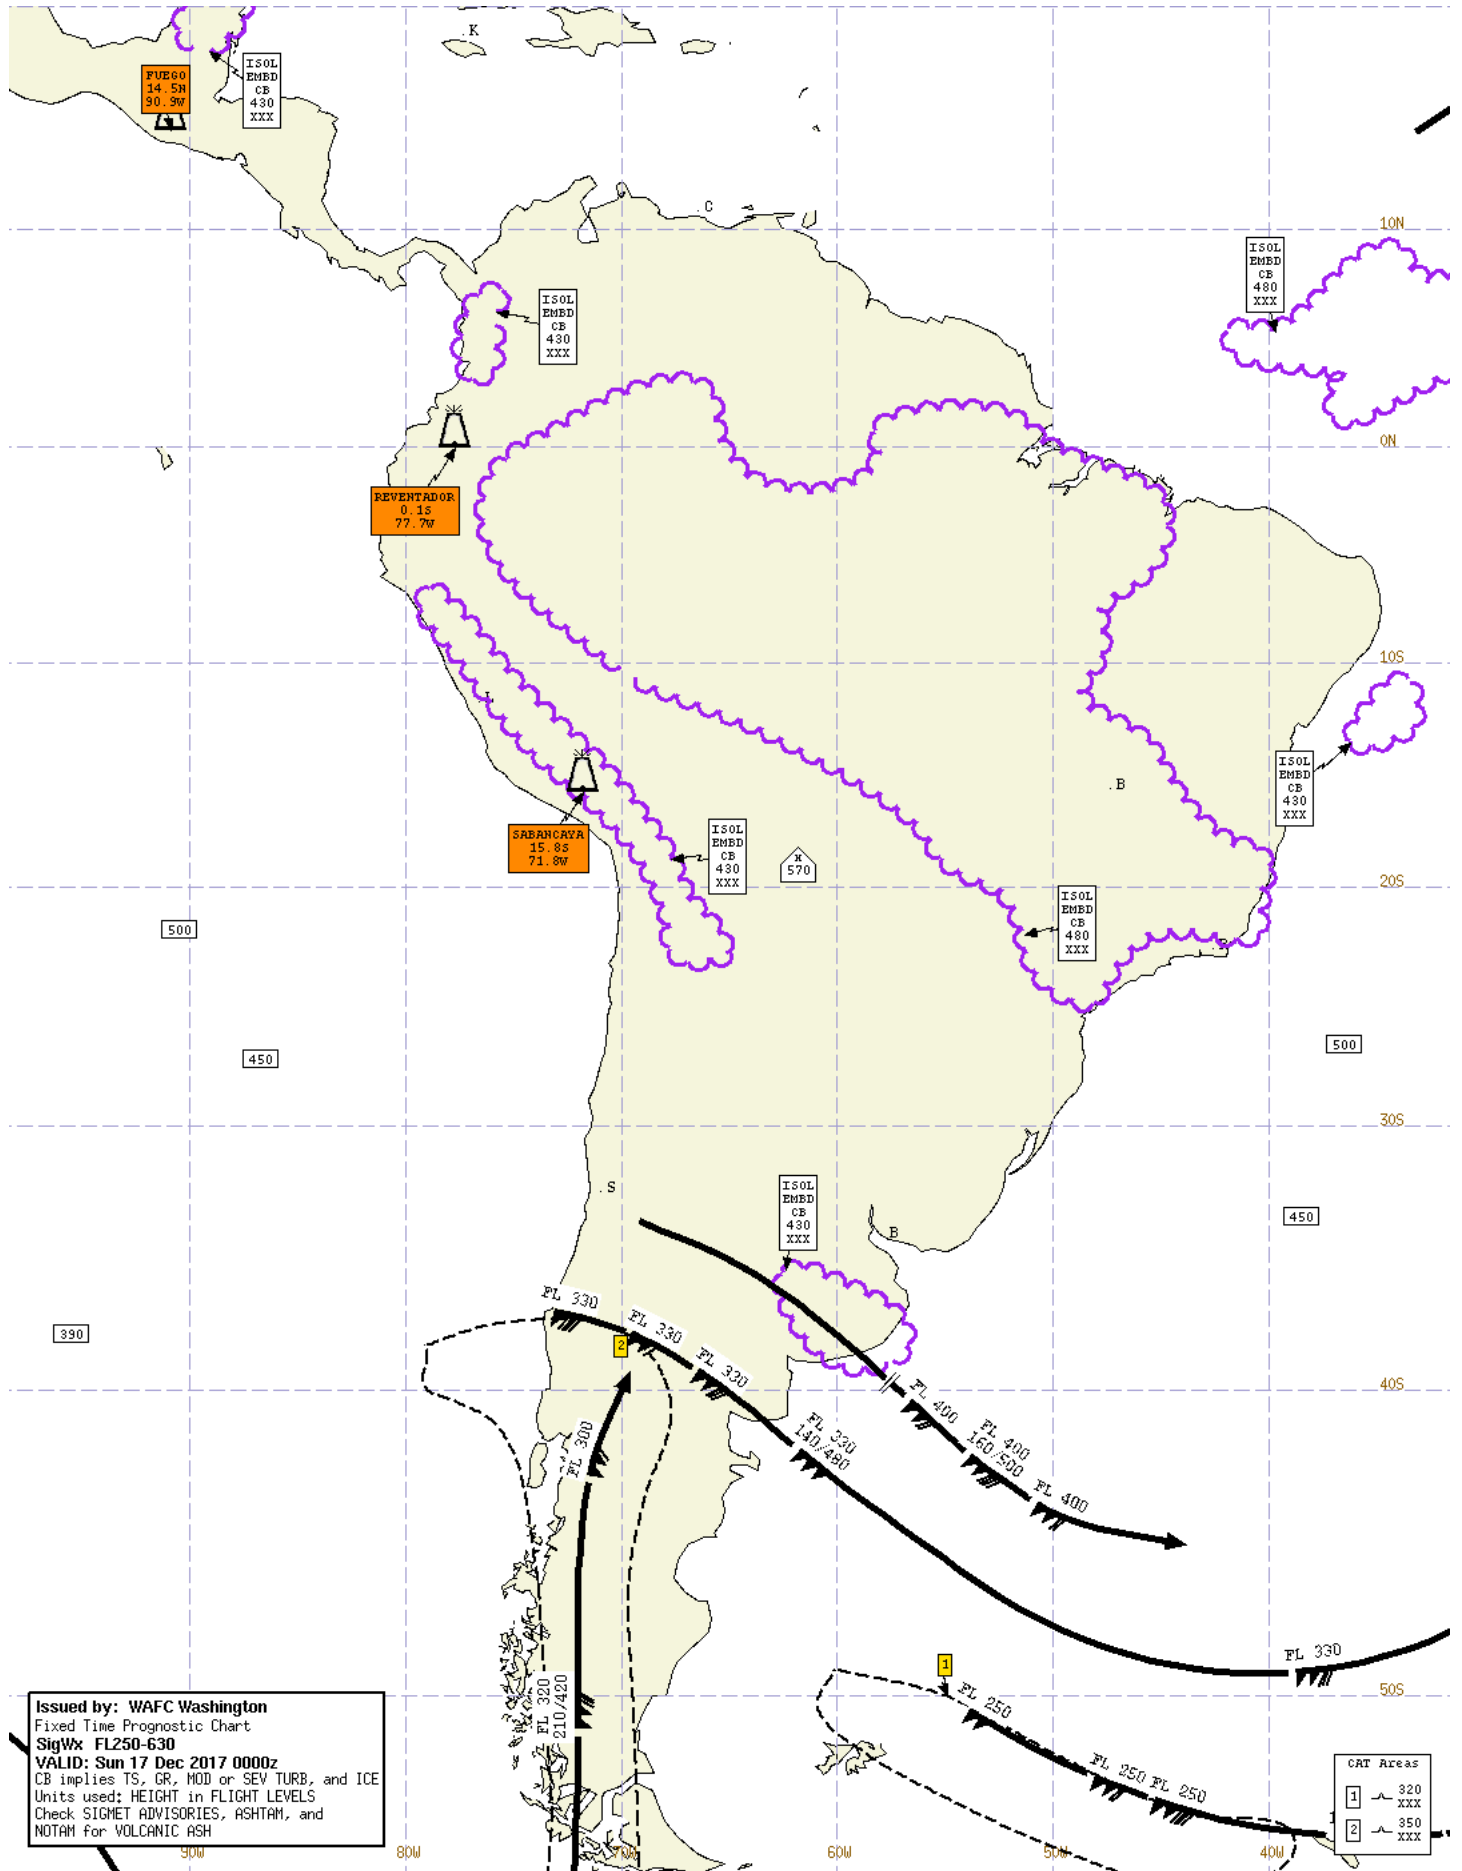 .K
FUEGO
14.5N
90.9W
ISOL
EMBD
CB
430
XXX
.C
10N
ISOL
EMBD
CB
480
XXX
ISOL
EMBD
CB
430
XXX
0N
REVENTADOR
0.1S
77.7W
10S
L
ISOL
EMBD
CB
430
XXX
.B
SABANCAYA
15.8S
71.8W
ISOL
EMBD
CB
430
XXX
H
570
20S
ISOL
EMBD
CB
480
XXX
500
450
500
30S
.S
ISOL
EMBD
CB
430
XXX
450
B
FL 330
390
2
FL 330
FL 330
40S
FL 400
FL 300
FL 330
140/480
FL 400
160/500
FL 400
FL 330
1
50S
FL 250
FL 320
210/420
FL 250
FL 250
Issued by: WAFC Washington
Fixed Time Prognostic Chart
SigWx FL250-630
VALID: Sun 17 Dec 2017 0000z
CB implies TS, GR, MOD or SEV TURB, and ICE
Units used: HEIGHT in FLIGHT LEVELS
Check SIGMET ADVISORIES, ASHTAM, and
NOTAM for VOLCANIC ASH
CAT Areas
1 320
XXX
2 350
XXX
90W
80W
70W
60W
50W
40W